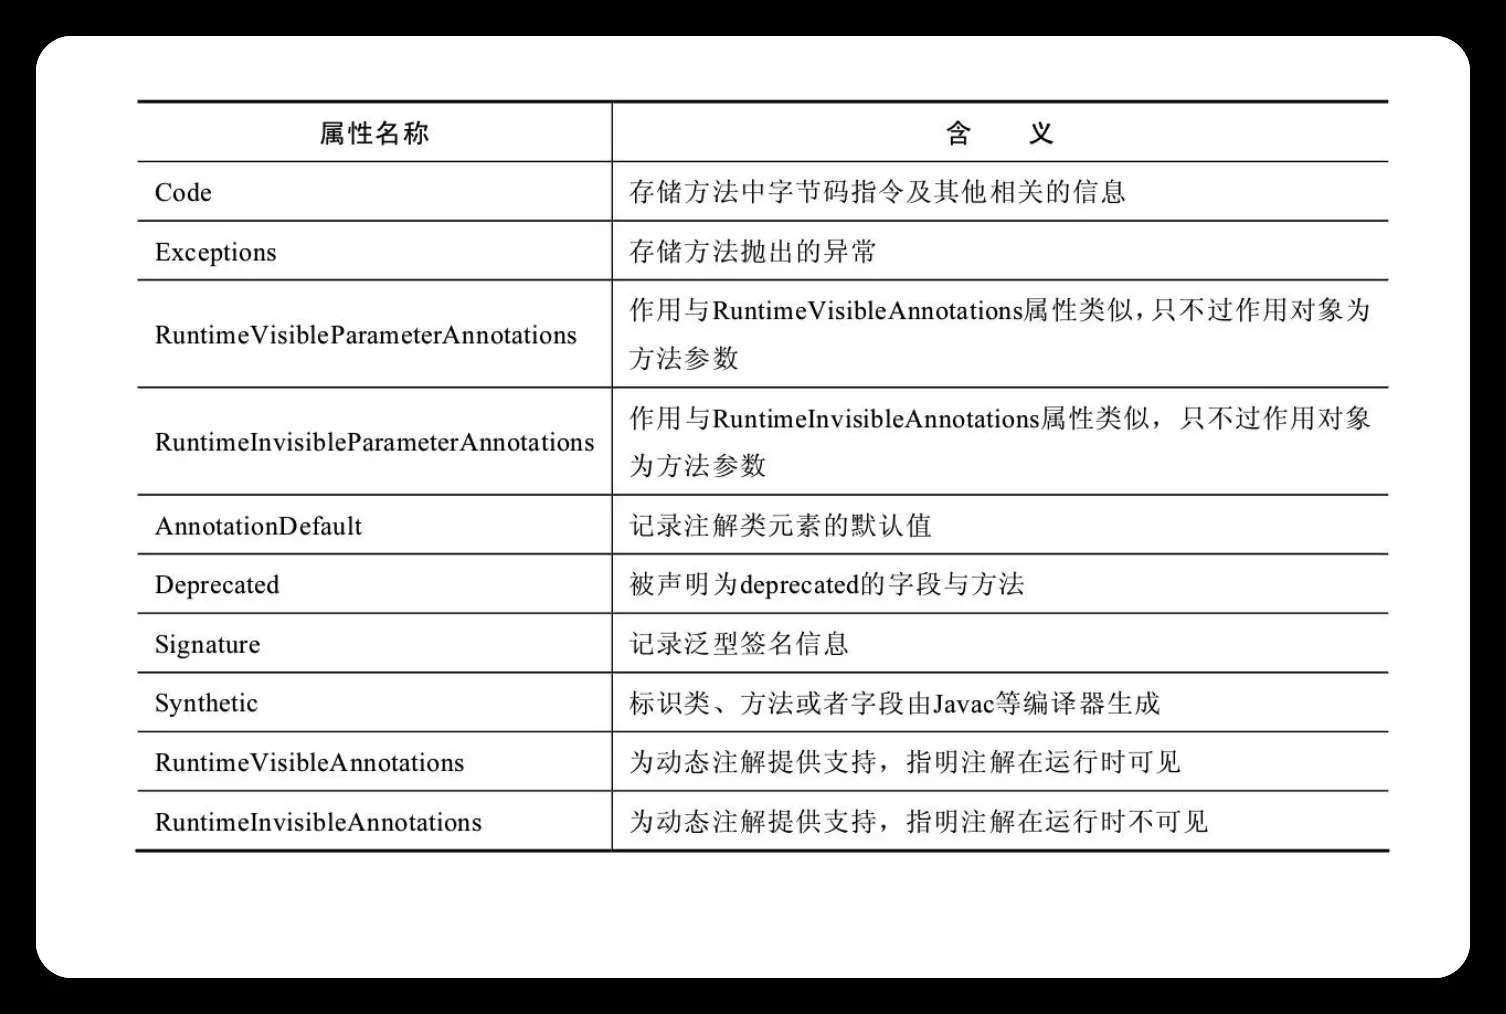 属性名称 含 义
Code 存储方法中字节码指令及其他相关的信息
Exceptions 存储方法抛出的异常
RuntimeVisibleParameterAnnotations 作用与RuntimeVisibleAnnotations属性类似，只不过作用对象为
方法参数
RuntimeInvisibleParameterAnnotations 作用与RuntimeInvisibleAnnotations属性类似，只不过作用对象
为方法参数
AnnotationDefault 记录注解类元素的默认值
Deprecated 被声明为deprecated的字段与方法
Signature 记录泛型签名信息
Synthetic 标识类、方法或者字段由Javac等编译器生成
RuntimeVisibleAnnotations 为动态注解提供支持，指明注解在运行时可见
RuntimeInvisibleAnnotations 为动态注解提供支持，指明注解在运行时不可见